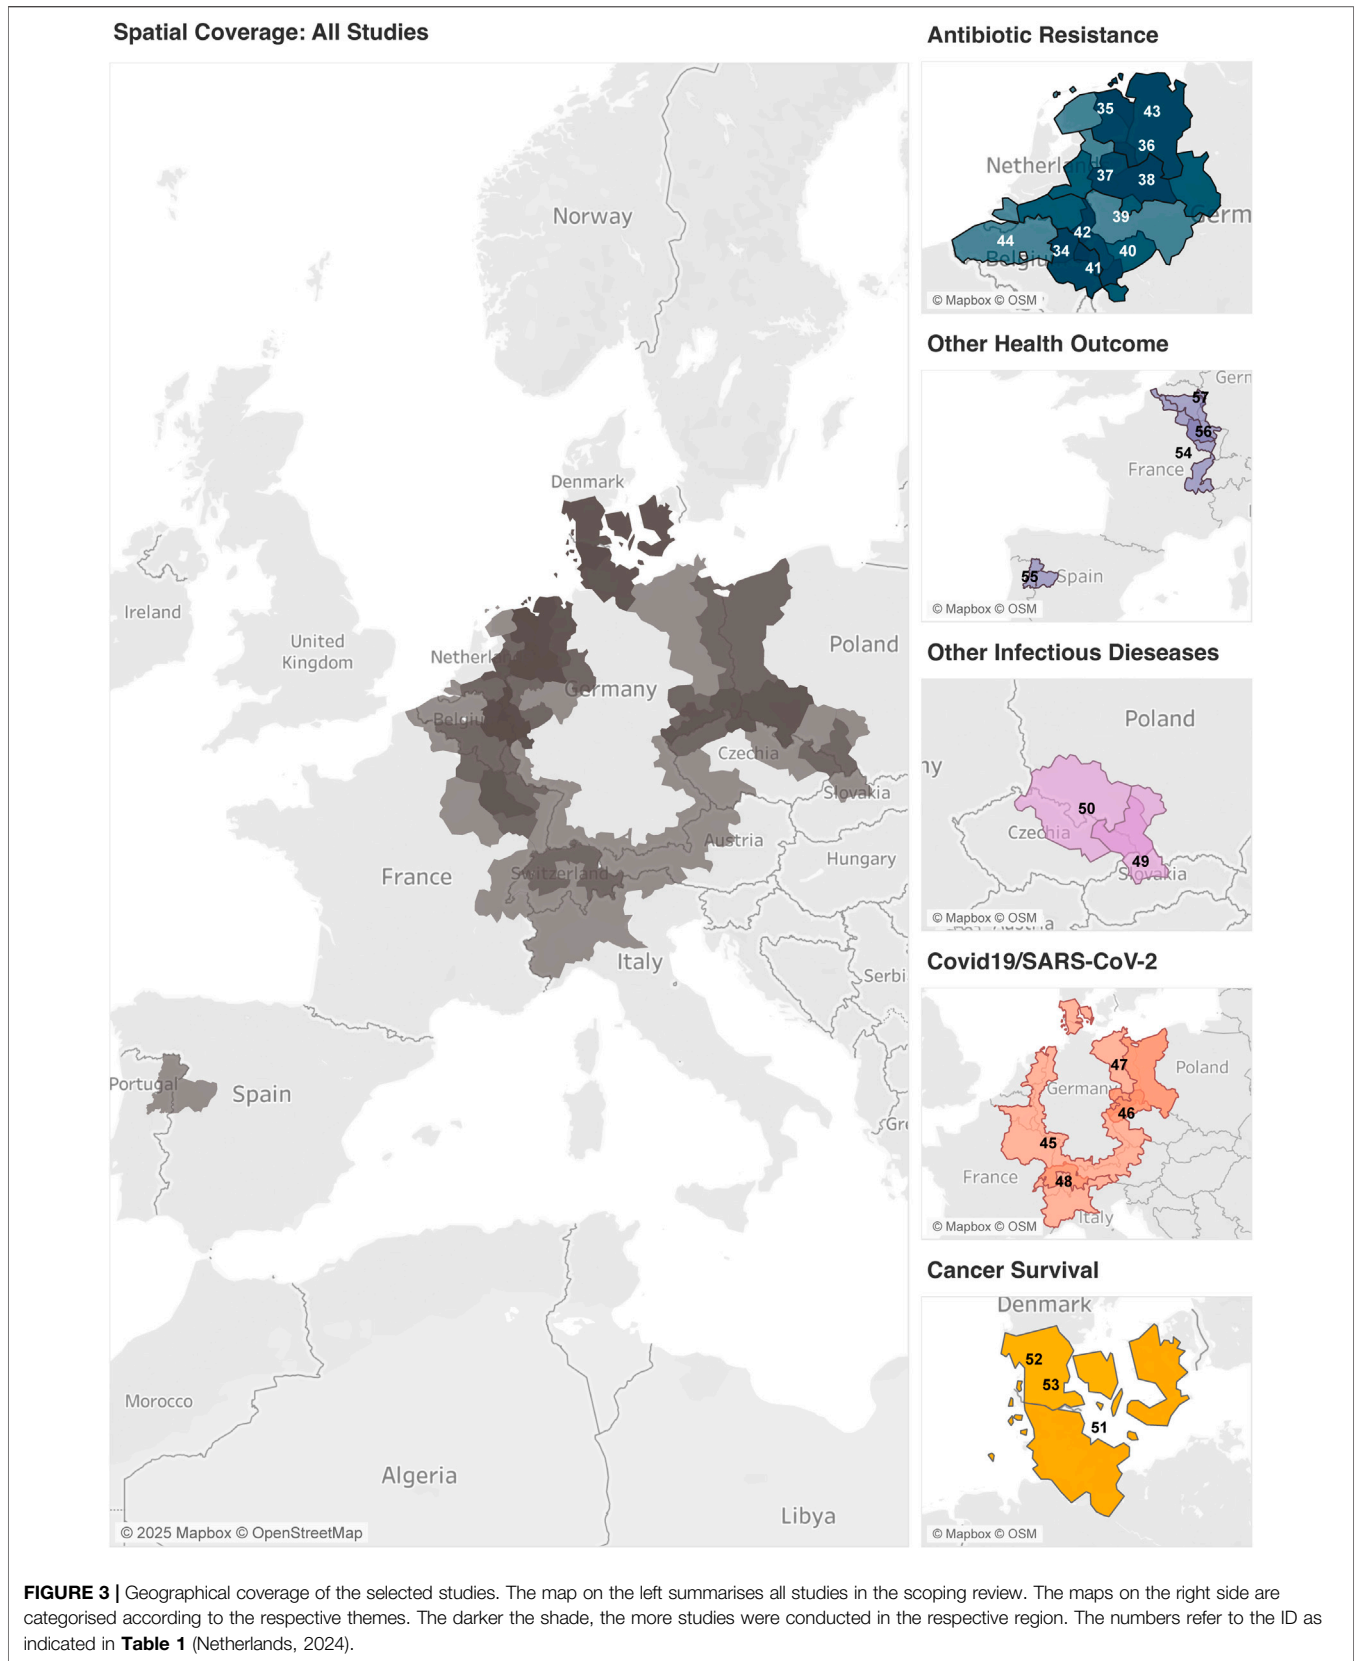 Spatial Coverage: All Studies
Norway
Denmark
Ireland
United
Kingdom
Netherla
Poland
Germany
Belgiu
Czechia
Slovakia
Austria
Hungary
France
Switzerland
Italy
Serbi
Portugal
Spain
Gre
Morocco
Algeria
Libya
© 2025 Mapbox © OpenStreetMap
Antibiotic Resistance
35
43
36
Netherland
37
38
Germ
39
42
44
34
40
Belgiu
41
© Mapbox © OSM
Other Health Outcome
Germ
57
56
54
France
55
Spain
© Mapbox © OSM
Other Infectious Dieseases
Poland
ny
50
Czechia
49
Slovakia
Austria
© Mapbox © OSM
Covid19/SARS-CoV-2
47
Poland
Germany
46
45
France
48
Italy
© Mapbox © OSM
Cancer Survival
Denmark
52
53
51
© Mapbox © OSM
FIGURE 3 | Geographical coverage of the selected studies. The map on the left summarises all studies in the scoping review. The maps on the right side are
categorised according to the respective themes. The darker the shade, the more studies were conducted in the respective region. The numbers refer to the ID as
indicated in Table 1 (Netherlands, 2024).